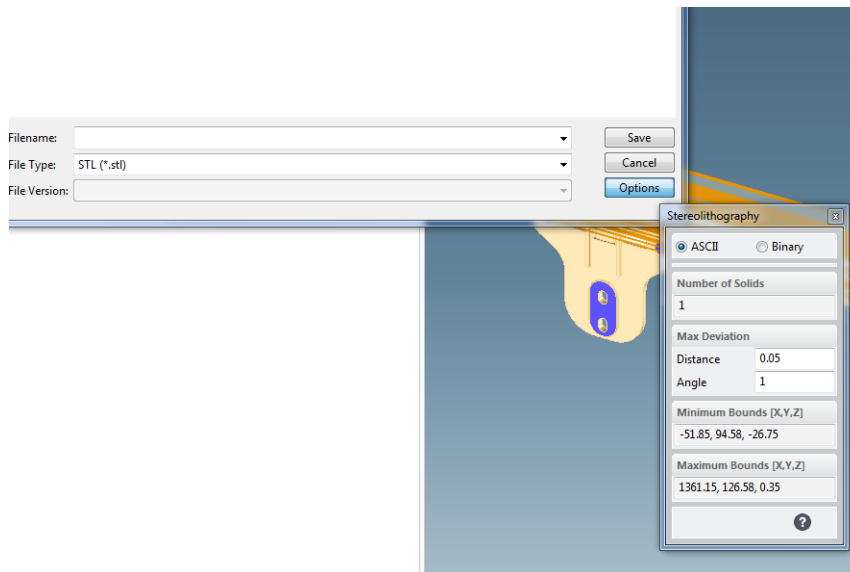 Filename:
Save
File Type: STL (*.stl)
Cancel
File Version:
Options
Stereolithography
ASCII Binary
Number of Solids
1
Max Deviation
Distance 0.05
Angle 1
Minimum Bounds [X,Y,Z]
-51.85, 94.58, -26.75
Maximum Bounds [X,Y,Z]
1361.15, 126.58, 0.35
?